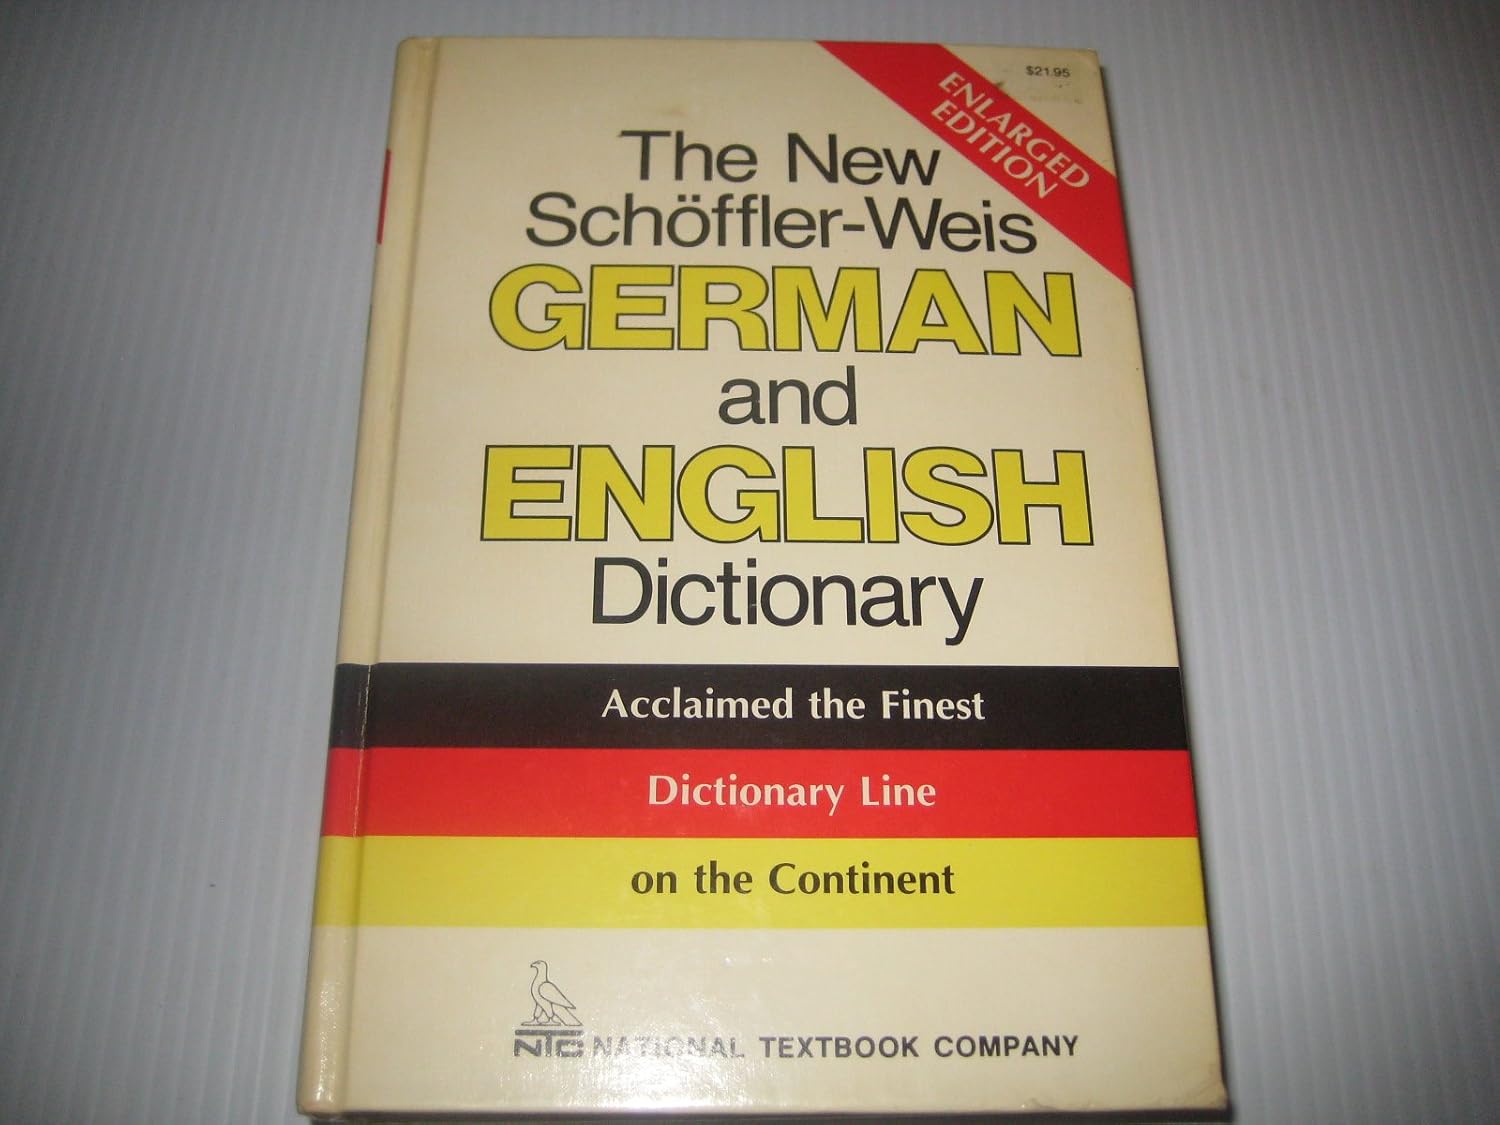 $21.95
ENLARGED
EDITION
The New
Schöffler-Weis
GERMAN
and
ENGLISH
Dictionary
Acclaimed the Finest
Dictionary Line
on the Continent
NTC NATIONAL TEXTBOOK COMPANY